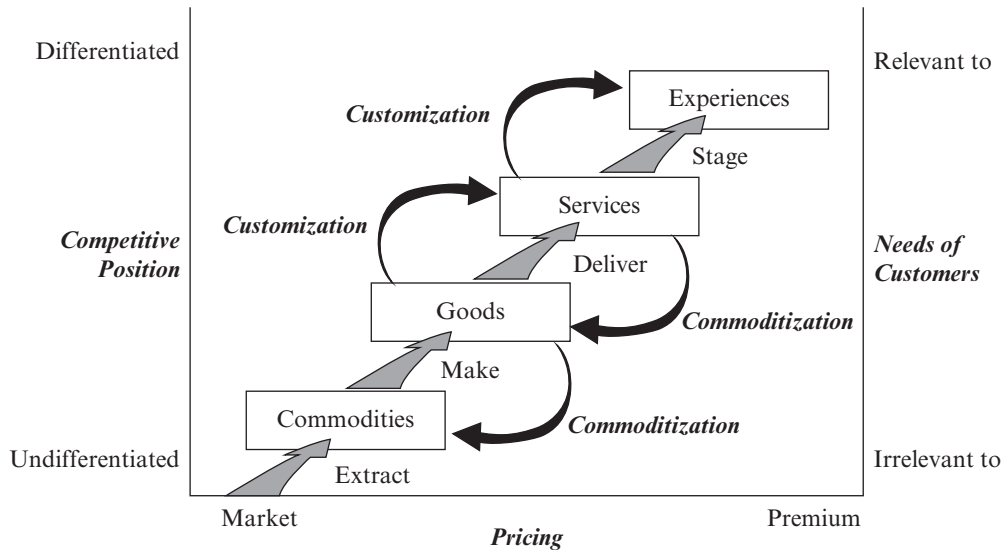 Differentiated
Relevant to
Experiences
Customization
Stage
Services
Customization
Competitive
Position
Needs of
Customers
Deliver
Goods
Commoditization
Make
Commodities
Commoditization
Undifferentiated
Irrelevant to
Extract
Market
Premium
Pricing